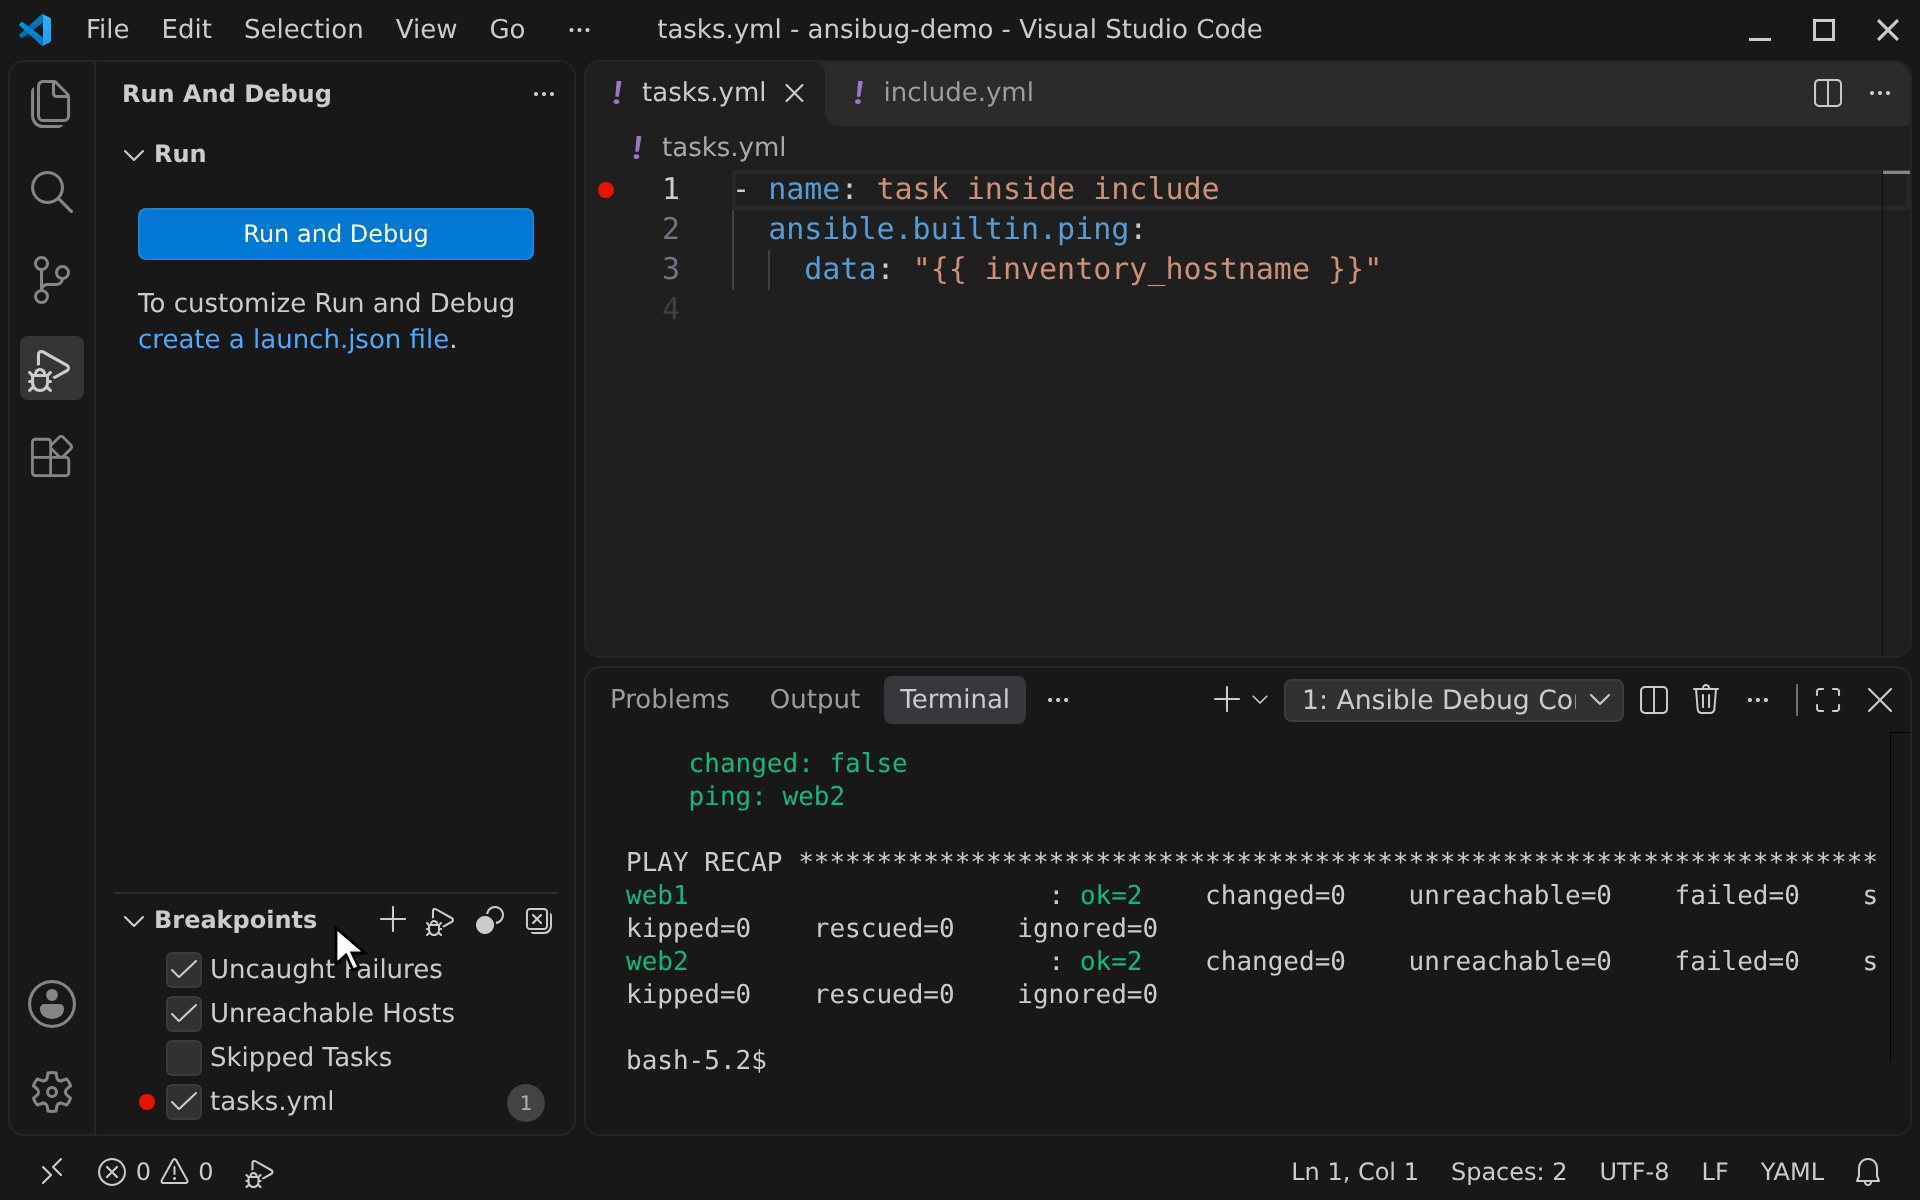 File Edit Selection View Go ··· tasks.yml - ansibug-demo - Visual Studio Code
Run And Debug
Run
Run and Debug
To customize Run and Debug
create a launch.json file.
! tasks.yml ! include.yml
! tasks.yml
1 - name: task inside include
2 ansible.builtin.ping:
3 data: "{{ inventory_hostname }}"
4
Breakpoints
Uncaught Failures
Unreachable Hosts
Skipped Tasks
tasks.yml 1
Problems Output Terminal ··· 1: Ansible Debug Co
changed: false
ping: web2
PLAY RECAP *********************************************************************
web1 : ok=2 changed=0 unreachable=0 failed=0 s
kipped=0 rescued=0 ignored=0
web2 : ok=2 changed=0 unreachable=0 failed=0 s
kipped=0 rescued=0 ignored=0
bash-5.2$
0 0 Ln 1, Col 1 Spaces: 2 UTF-8 LF YAML